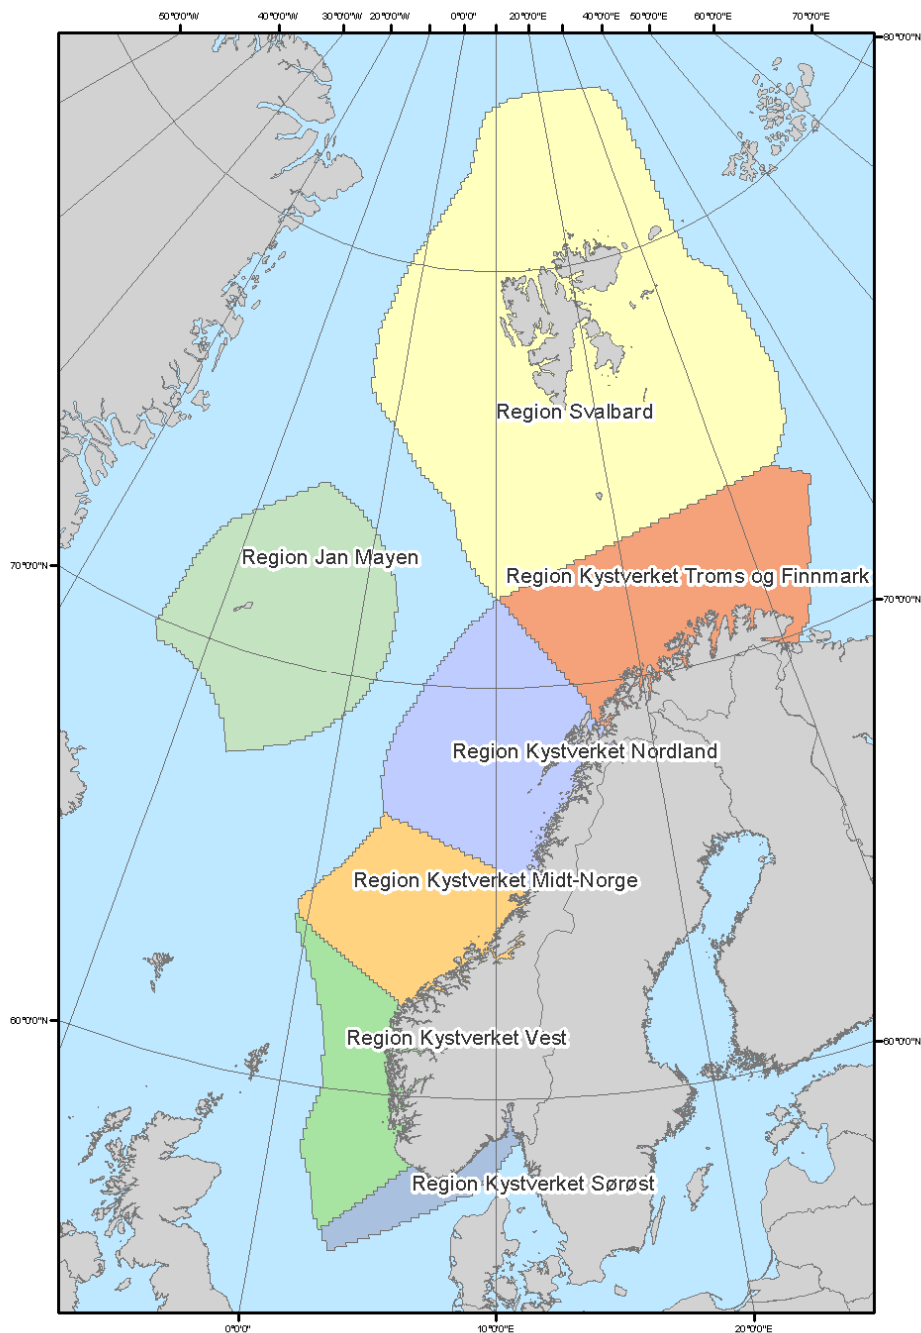 50°0'0"W 40°0'0"W 30°0'0"W 20°0'0"W 0°0'0" 20°0'0"E 30°0'0"E 40°0'0"E 50°0'0"E 60°0'0"E 70°0'0"E
80°0'0"N
Region Svalbard
Region Jan Mayen
70°0'0"N
Region Kystverket Troms og Finnmark
70°0'0"N
Region Kystverket Nordland
Region Kystverket Midt-Norge
60°0'0"N
Region Kystverket Vest
60°0'0"N
Region Kystverket Sørøst
0°0'0" 10°0'0"E 20°0'0"E